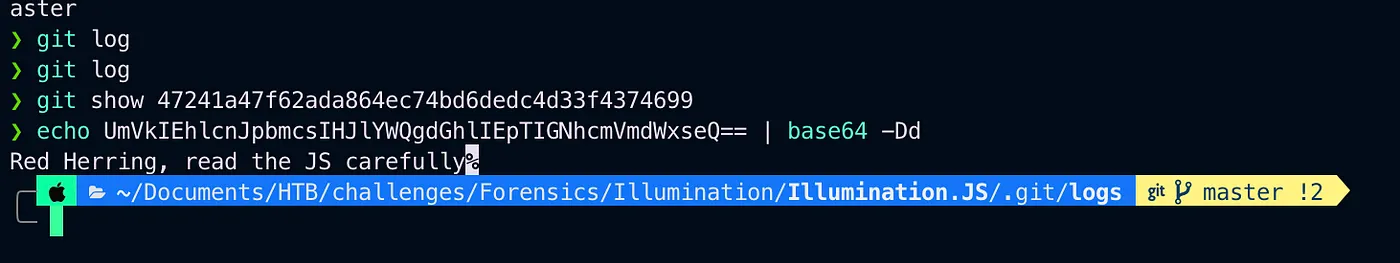 aster
❯ git log
❯ git log
❯ git show 47241a47f62ada864ec74bd6dedc4d33f4374699
❯ echo UmVkIEhlcnJpbmcsIHJlYWQgdGhlIEpTIGNhcmVmdWxseQ== | base64 -Dd
Red Herring, read the JS carefully%
~/Documents/HTB/challenges/Forensics/Illumination/Illumination.JS/.git/logs git master !2